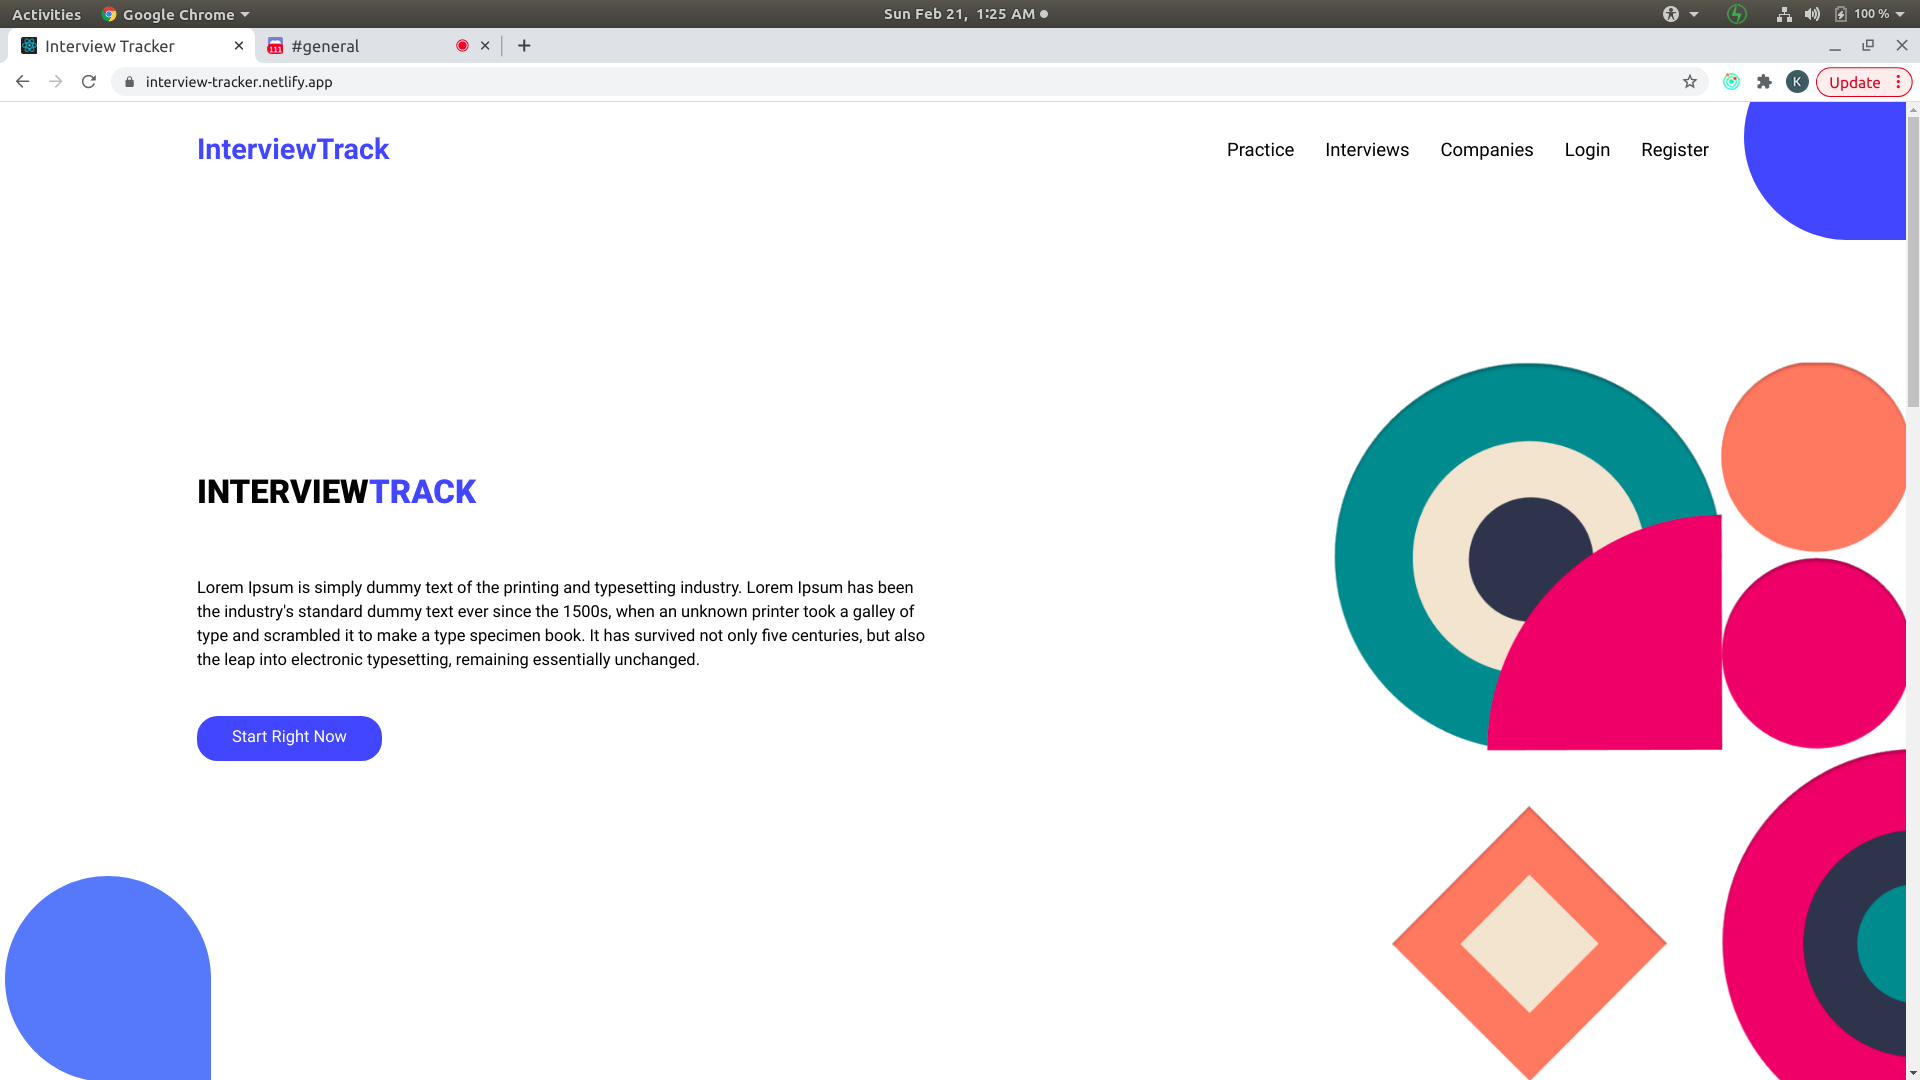 Activities Google Chrome Sun Feb 21, 1:25 AM 100 %
Interview Tracker 111 #general
interview-tracker.netlify.app K Update
InterviewTrack Practice Interviews Companies Login Register
INTERVIEWTRACK
Lorem Ipsum is simply dummy text of the printing and typesetting industry. Lorem Ipsum has been
the industry's standard dummy text ever since the 1500s, when an unknown printer took a galley of
type and scrambled it to make a type specimen book. It has survived not only five centuries, but also
the leap into electronic typesetting, remaining essentially unchanged.
Start Right Now